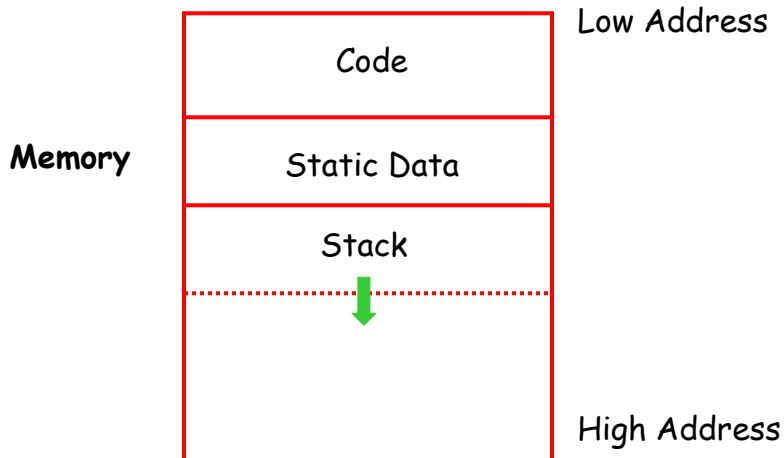 Low Address
Code
Memory
Static Data
Stack
High Address